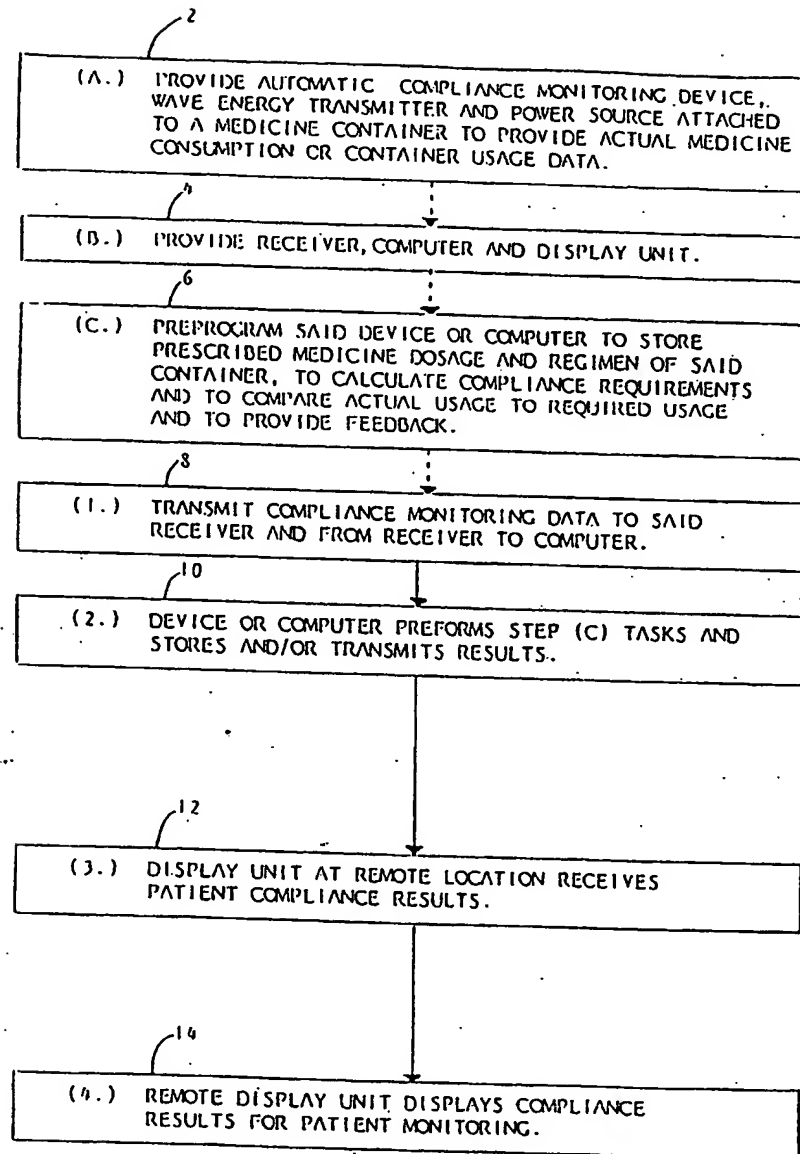 2
(A.) PROVIDE AUTOMATIC COMPLIANCE MONITORING DEVICE,
WAVE ENERGY TRANSMITTER AND POWER SOURCE ATTACHED
TO A MEDICINE CONTAINER TO PROVIDE ACTUAL MEDICINE
CONSUMPTION OR CONTAINER USAGE DATA.
4
(B.) PROVIDE RECEIVER, COMPUTER AND DISPLAY UNIT.
6
(C.) PREPROGRAM SAID DEVICE OR COMPUTER TO STORE
PRESCRIBED MEDICINE DOSAGE AND REGIMEN OF SAID
CONTAINER, TO CALCULATE COMPLIANCE REQUIREMENTS
AND TO COMPARE ACTUAL USAGE TO REQUIRED USAGE
AND TO PROVIDE FEEDBACK.
8
(1.) TRANSMIT COMPLIANCE MONITORING DATA TO SAID
RECEIVER AND FROM RECEIVER TO COMPUTER.
10
(2.) DEVICE OR COMPUTER PREFORMS STEP (C) TASKS AND
STORES AND/OR TRANSMITS RESULTS.
12
(3.) DISPLAY UNIT AT REMOTE LOCATION RECEIVES
PATIENT COMPLIANCE RESULTS.
14
(4.) REMOTE DISPLAY UNIT DISPLAYS COMPLIANCE
RESULTS FOR PATIENT MONITORING.